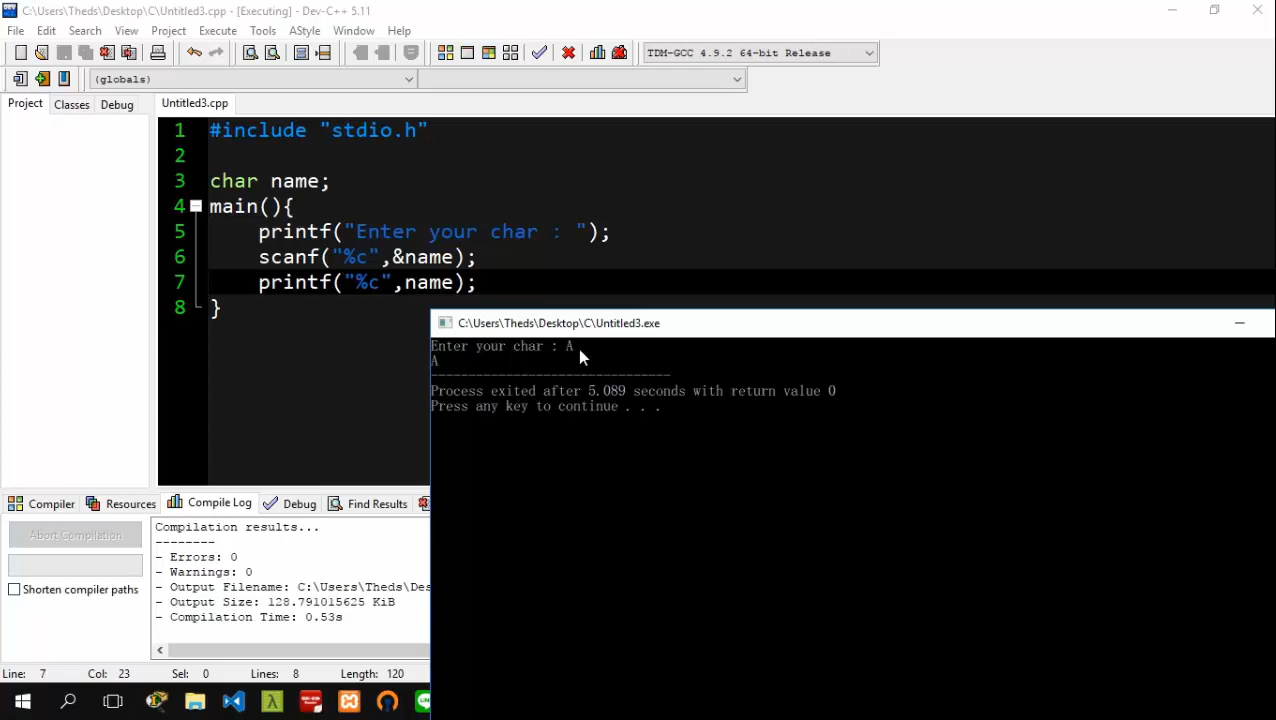 C:\Users\Theds\Desktop\C\Untitled3.cpp - [Executing] - Dev-C++ 5.11
File Edit Search View Project Execute Tools AStyle Window Help
TDM-GCC 4.9.2 64-bit Release
(globals)
Project Classes Debug Untitled3.cpp
1 #include "stdio.h"
2
3 char name;
4 main(){
5 printf("Enter your char : ");
6 scanf("%c",&name);
7 printf("%c",name);
8 }
C:\Users\Theds\Desktop\C\Untitled3.exe
Enter your char : A
A
--------------------------------
Process exited after 5.089 seconds with return value 0
Press any key to continue . . .
Compiler Resources Compile Log Debug Find Results
Abort Compilation
Shorten compiler paths
Compilation results...
--------
- Errors: 0
- Warnings: 0
- Output Filename: C:\Users\Theds\Des
- Output Size: 128.791015625 KiB
- Compilation Time: 0.53s
Line: 7 Col: 23 Sel: 0 Lines: 8 Length: 120